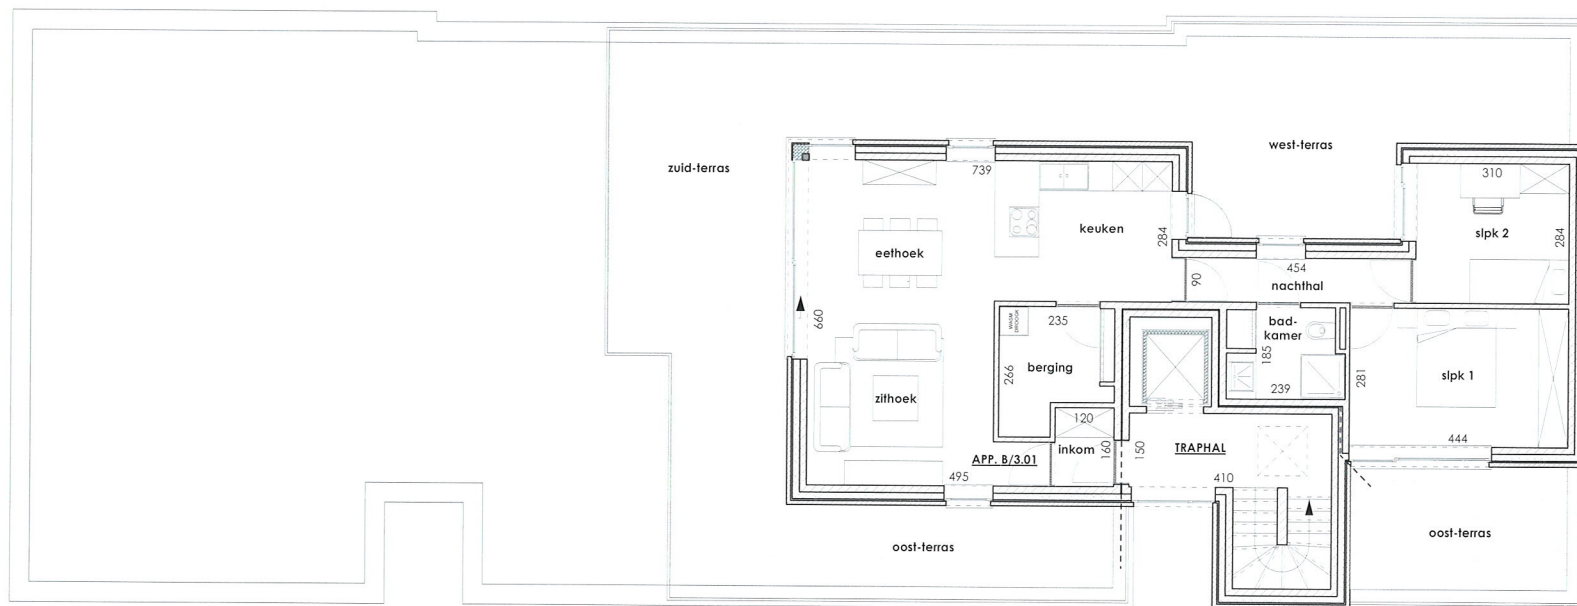 west-terras
zuid-terras
739
310
keuken
284
slpk 2
284
eethoek
454
90
nachthal
660
WASM
DROOGK
235
bad-
kamer
185
266
berging
281
slpk 1
239
zithoek
120
inkom
160
150
TRAPHAL
444
APP. B/3.01
495
410
oost-terras
oost-terras